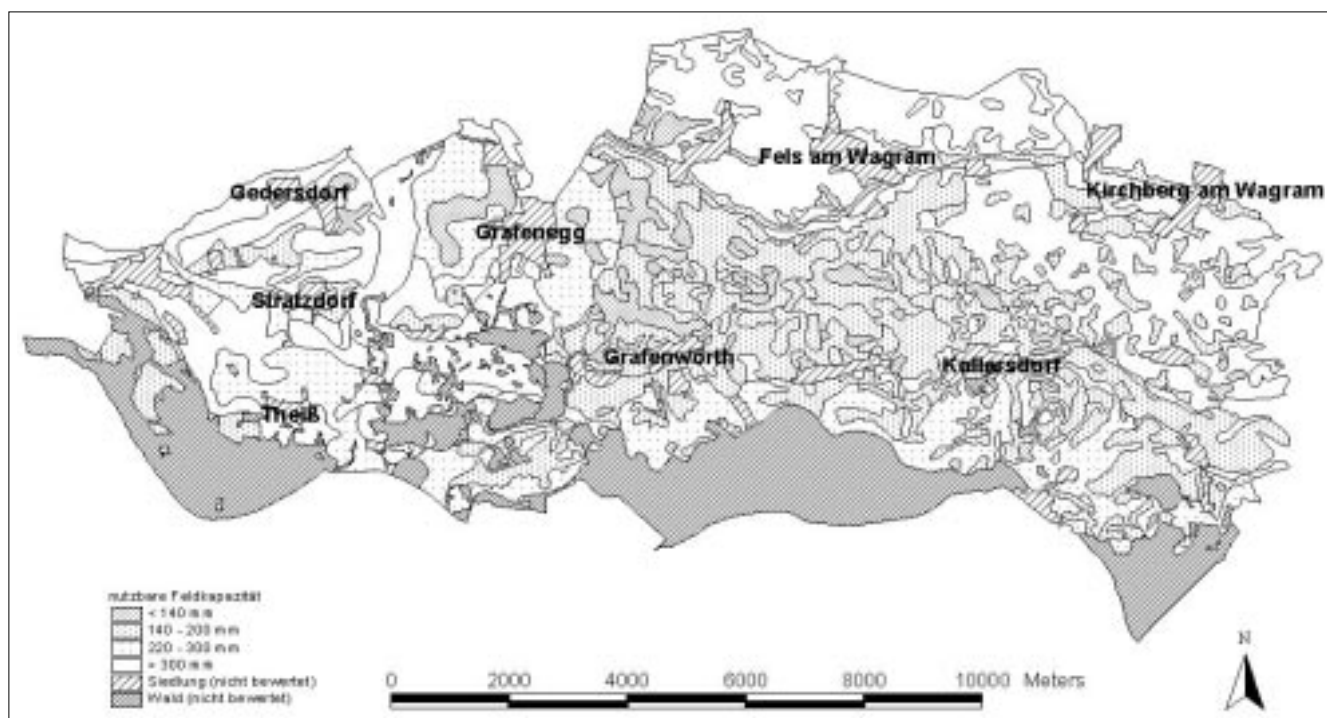 Fels am Wagram
Gedersdorf
Kirchberg am Wagram
Grafenegg
Stratzdorf
Grafenwörth
Kollersdorf
Theiß
nutzbare Feldkapazität
< 140 mm
140 - 200 mm
220 - 300 mm
> 300 mm
Siedlung (nicht bewertet)
Wald (nicht bewertet)
0 2000 4000 6000 8000 10000 Meters
N